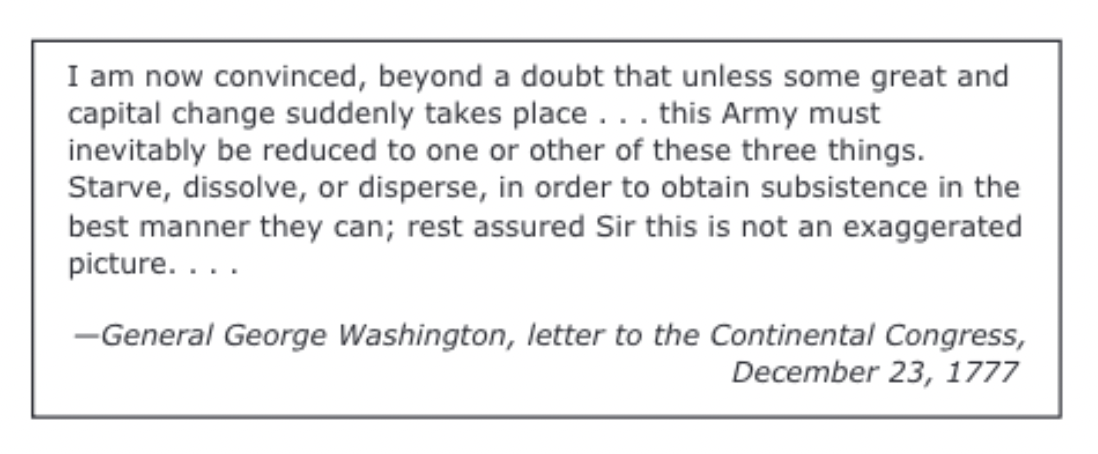 I am now convinced, beyond a doubt that unless some great and
capital change suddenly takes place . . . this Army must
inevitably be reduced to one or other of these three things.
Starve, dissolve, or disperse, in order to obtain subsistence in the
best manner they can; rest assured Sir this is not an exaggerated
picture. . . .
—General George Washington, letter to the Continental Congress,
December 23, 1777